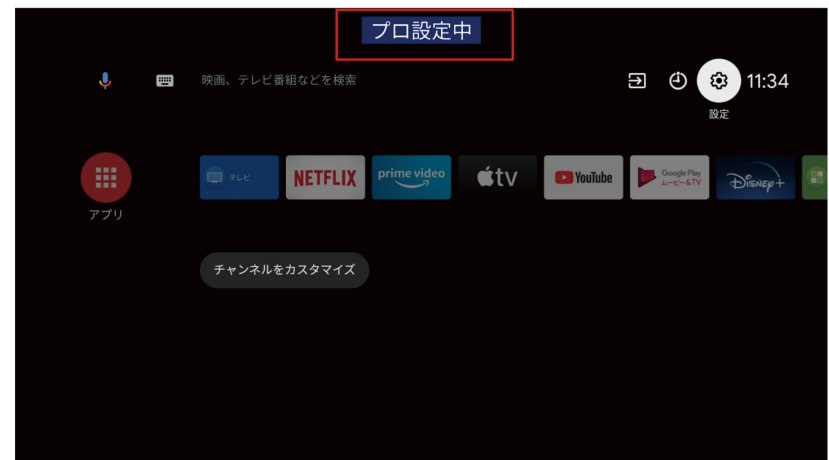 プロ設定中
映画、テレビ番組などを検索
11:34
設定
テレビ
NETFLIX
prime video
tv
YouTube
Google Play
ムービー&TV
Disney+
アプリ
チャンネルをカスタマイズ